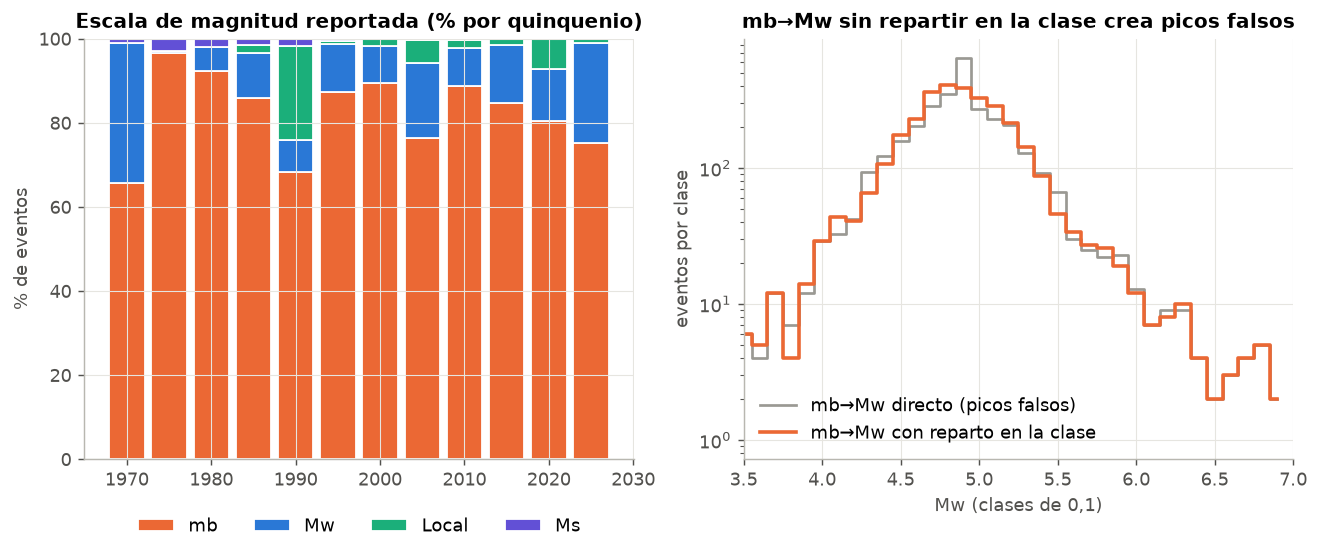 Escala de magnitud reportada (% por quinquenio)
% de eventos
100
80
60
40
20
0
1970 1980 1990 2000 2010 2020 2030
mb Mw Local Ms
mb→Mw sin repartir en la clase crea picos falsos
eventos por clase
10²
10¹
10⁰
mb→Mw directo (picos falsos)
mb→Mw con reparto en la clase
3.5 4.0 4.5 5.0 5.5 6.0 6.5 7.0
Mw (clases de 0,1)